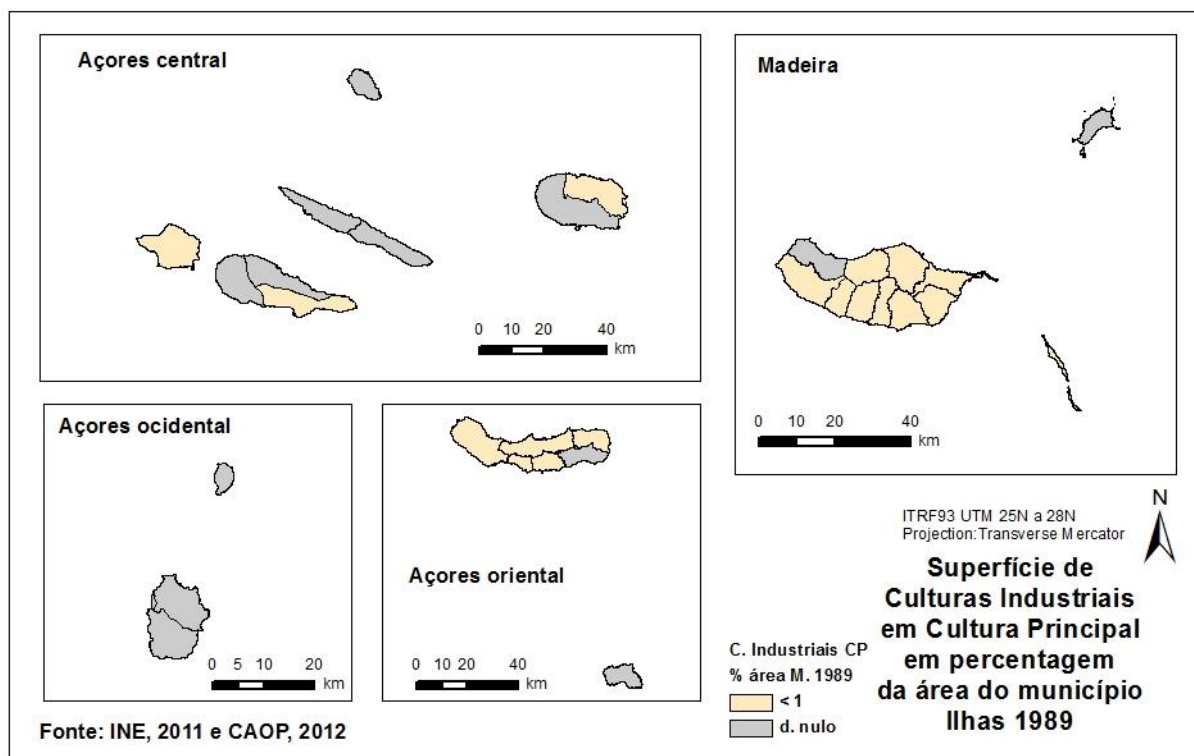 Açores central
0 10 20 40
km
Madeira
0 10 20 40
km
Açores ocidental
0 5 10 20
km
Açores oriental
0 10 20 40
km
N
ITRF93 UTM 25N a 28N
Projection:Transverse Mercator
Superfície de
Culturas Industriais
em Cultura Principal
em percentagem
da área do município
Ilhas 1989
C. Industriais CP
% área M. 1989
< 1
d. nulo
Fonte: INE, 2011 e CAOP, 2012